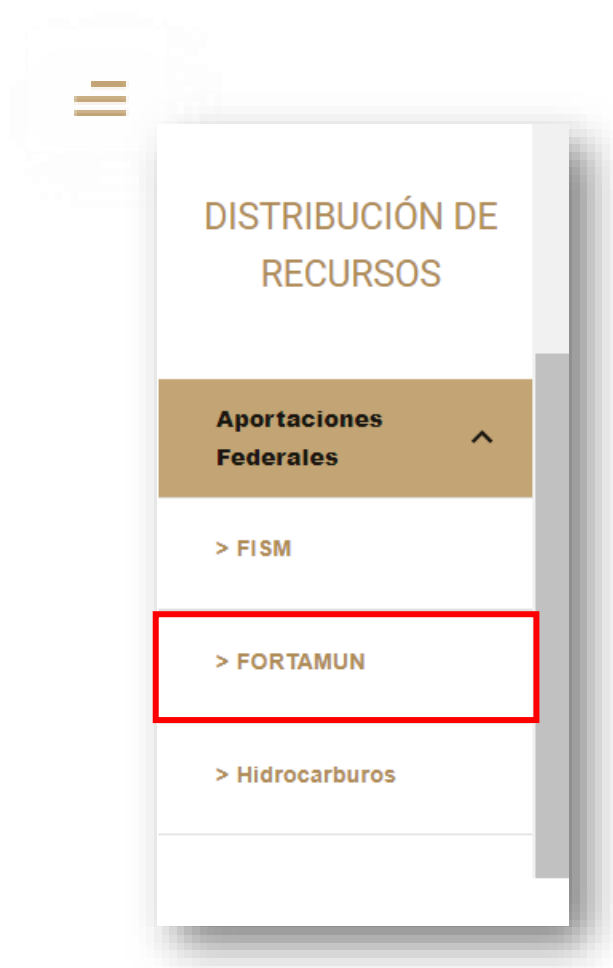 DISTRIBUCIÓN DE
RECURSOS
Aportaciones
Federales
> FISM
> FORTAMUN
> Hidrocarburos